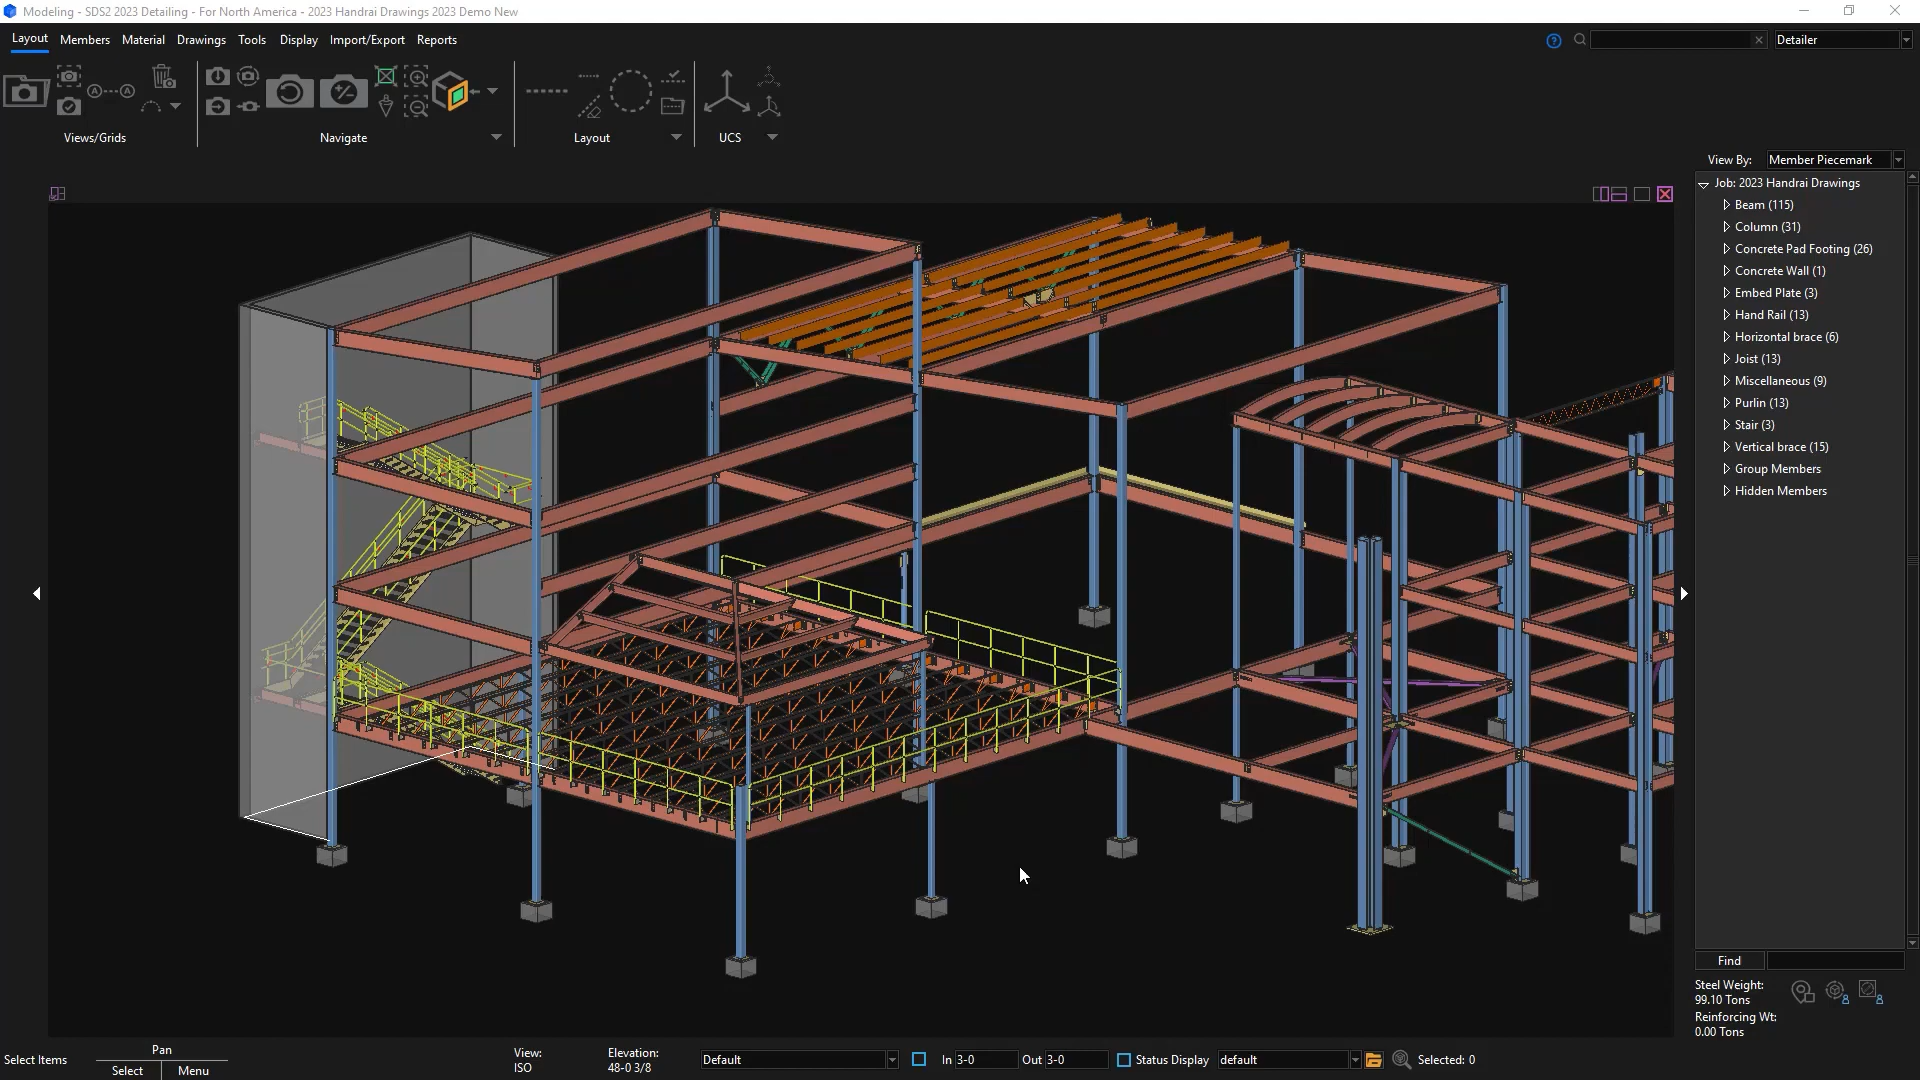 Modeling - SDS2 2023 Detailing - For North America - 2023 Handrai Drawings 2023 Demo New
Layout Members Material Drawings Tools Display Import/Export Reports
Detailer
Views/Grids
Navigate
Layout
UCS
View By: Member Piecemark
Job: 2023 Handrai Drawings
Beam (115)
Column (31)
Concrete Pad Footing (26)
Concrete Wall (1)
Embed Plate (3)
Hand Rail (13)
Horizontal brace (6)
Joist (13)
Miscellaneous (9)
Purlin (13)
Stair (3)
Vertical brace (15)
Group Members
Hidden Members
Find
Steel Weight:
99.10 Tons
Reinforcing Wt:
0.00 Tons
Select Items
Pan
Select Menu
View:
ISO
Elevation:
48-0 3/8
Default
In 3-0 Out 3-0
Status Display default
Selected: 0